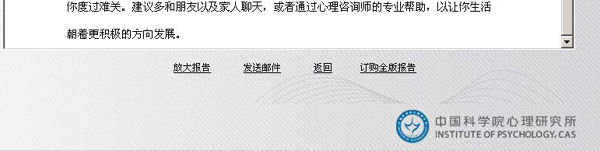 你度过难关。建议多和朋友以及家人聊天，或者通过心理咨询师的专业帮助，以让你生活
朝着更积极的方向发展。
放大报告 发送邮件 返回 订购全版报告
中国科学院心理研究所
INSTITUTE OF PSYCHOLOGY, CAS